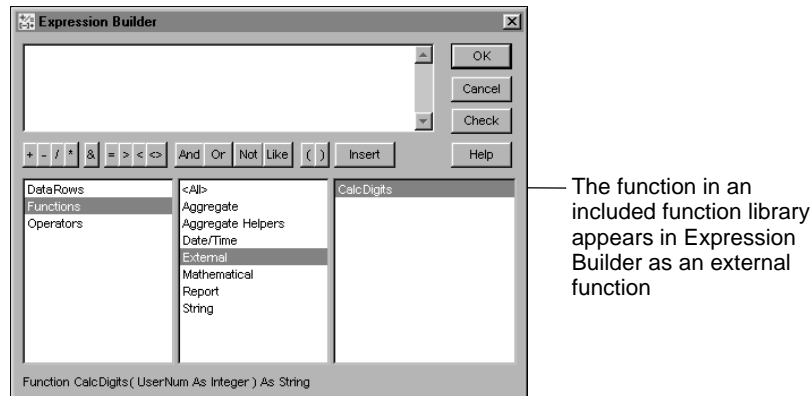 Expression Builder
OK
Cancel
Check
+ - / * & = > < <> And Or Not Like ( ) Insert Help
DataRows
Functions
Operators
<All>
Aggregate
Aggregate Helpers
Date/Time
External
Mathematical
Report
String
CalcDigits
Function CalcDigits( UserNum As Integer ) As String
The function in an
included function library
appears in Expression
Builder as an external
function